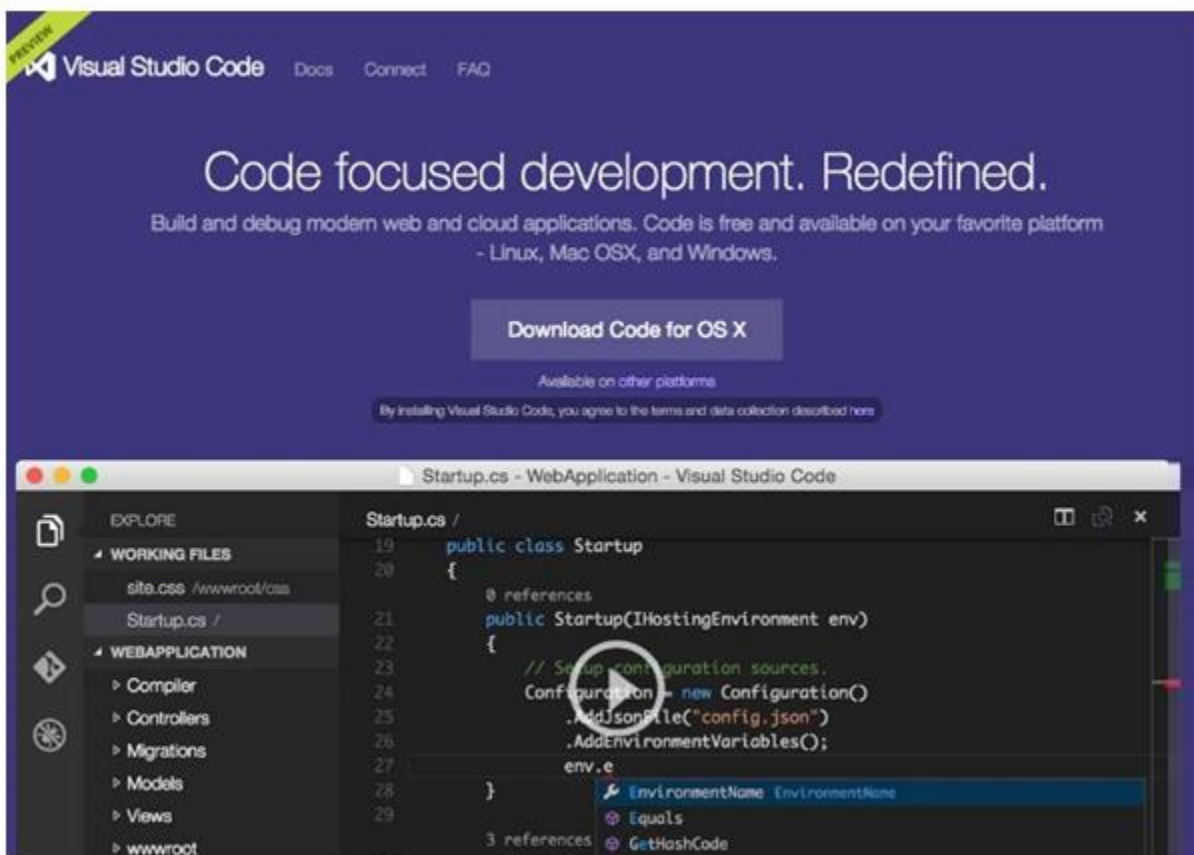 PREVIEW
Visual Studio Code Docs Connect FAQ
Code focused development. Redefined.
Build and debug modern web and cloud applications. Code is free and available on your favorite platform
- Linux, Mac OSX, and Windows.
Download Code for OS X
Available on other platforms
By installing Visual Studio Code, you agree to the terms and data collection described here
Startup.cs - WebApplication - Visual Studio Code
EXPLORE
WORKING FILES
site.css /wwwroot/css
Startup.cs /
WEBAPPLICATION
Compiler
Controllers
Migrations
Models
Views
wwwroot
Startup.cs /
19 public class Startup
20 {
0 references
21 public Startup(IHostingEnvironment env)
22 {
23 // Setup configuration sources.
24 Configuration = new Configuration()
25 .AddJsonFile("config.json")
26 .AddEnvironmentVariables();
27 env.e
28 }
29
EnvironmentName EnvironmentName
Equals
GetHashCode
3 references